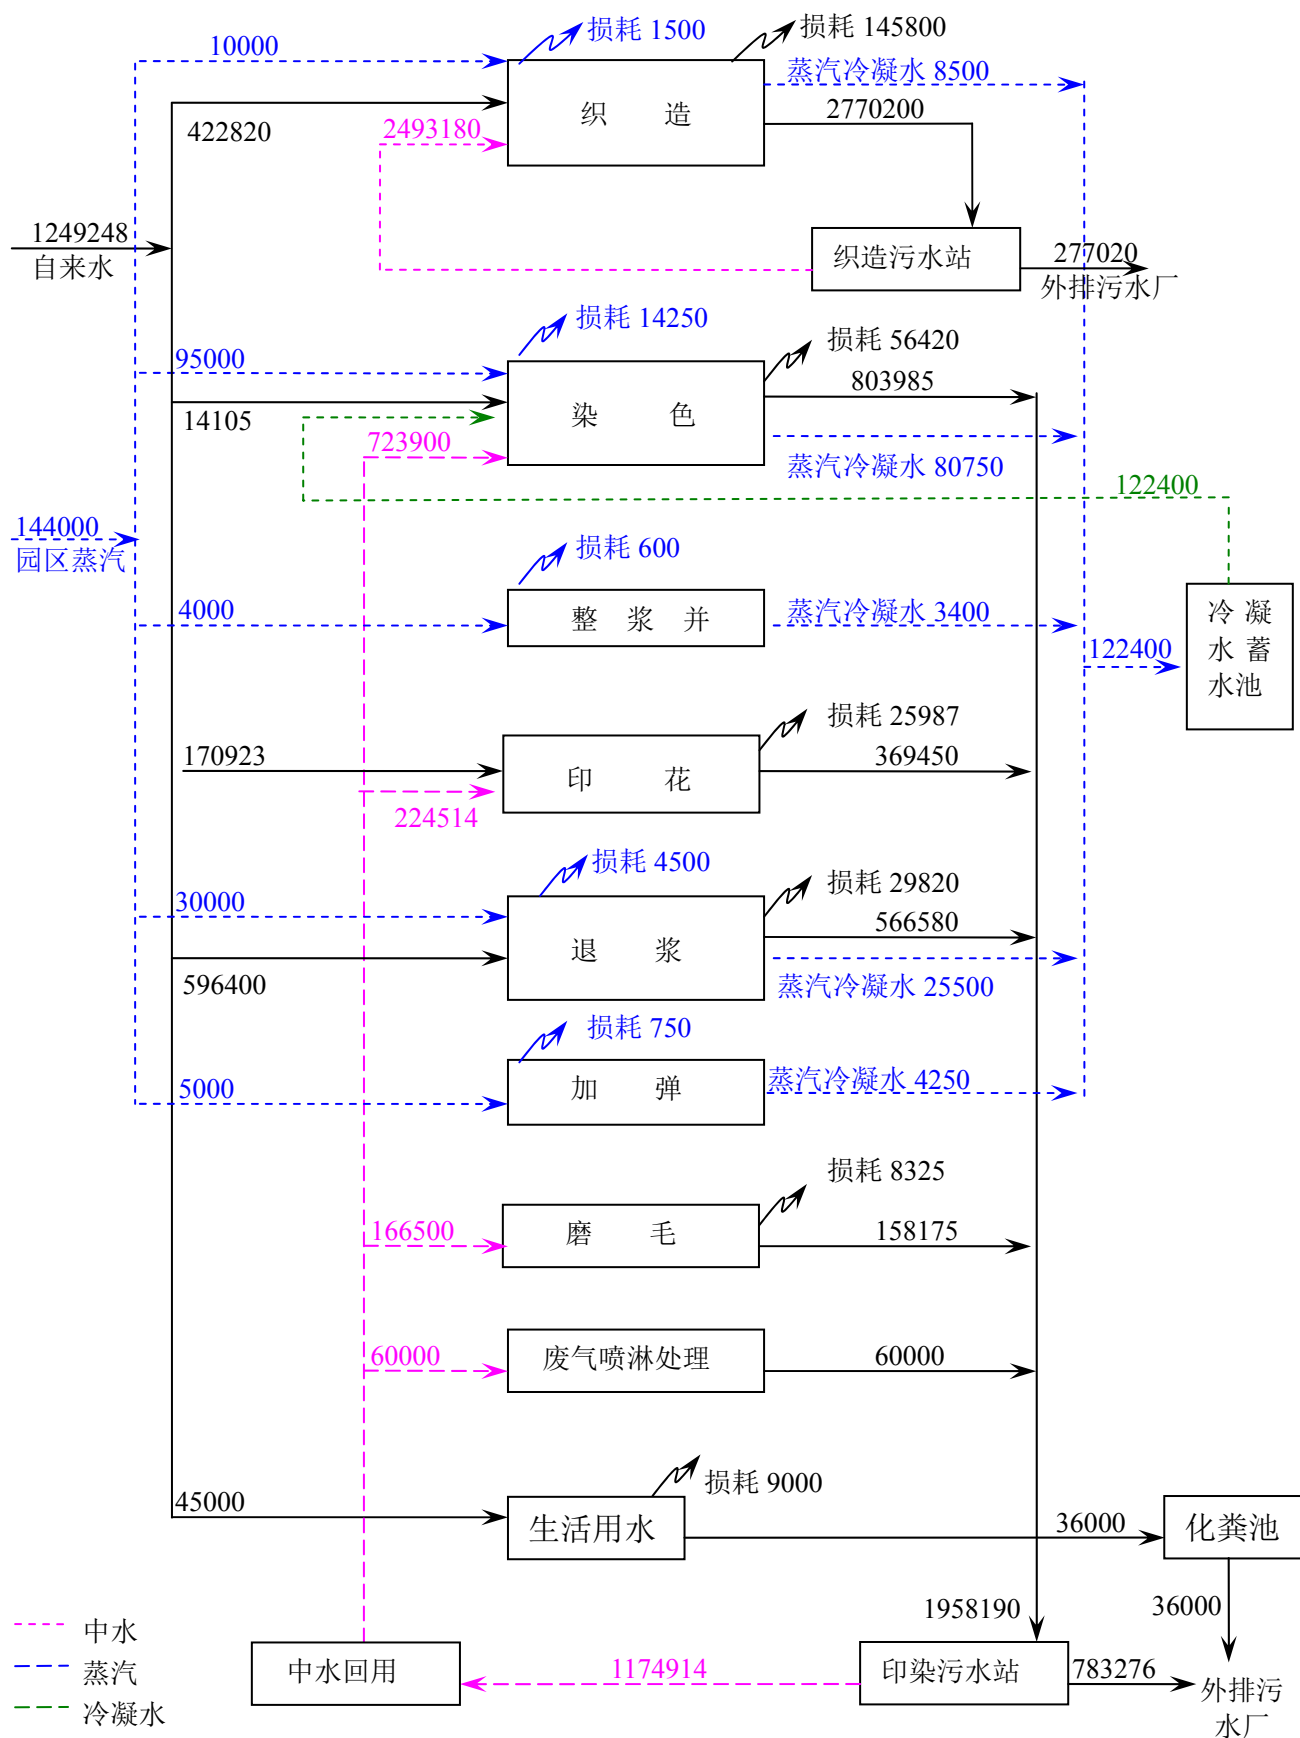 损耗 1500
损耗 145800
10000
蒸汽冷凝水 8500
织 造
2770200
422820
2493180
1249248
自来水
织造污水站
277020
外排污水厂
损耗 14250
损耗 56420
95000
803985
14105
染 色
723900
蒸汽冷凝水 80750
122400
144000
园区蒸汽
损耗 600
4000
整 浆 并
蒸汽冷凝水 3400
冷 凝
水 蓄
水池
122400
损耗 25987
170923
369450
印 花
224514
损耗 4500
损耗 29820
30000
566580
退 浆
596400
蒸汽冷凝水 25500
损耗 750
5000
加 弹
蒸汽冷凝水 4250
损耗 8325
166500
磨 毛
158175
60000
废气喷淋处理
60000
45000
损耗 9000
生活用水
36000
化粪池
1958190
36000
中水
蒸汽
冷凝水
中水回用
1174914
印染污水站
783276
外排污
水厂